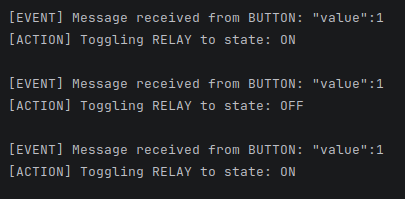 [EVENT] Message received from BUTTON: "value":1
[ACTION] Toggling RELAY to state: ON
[EVENT] Message received from BUTTON: "value":1
[ACTION] Toggling RELAY to state: OFF
[EVENT] Message received from BUTTON: "value":1
[ACTION] Toggling RELAY to state: ON